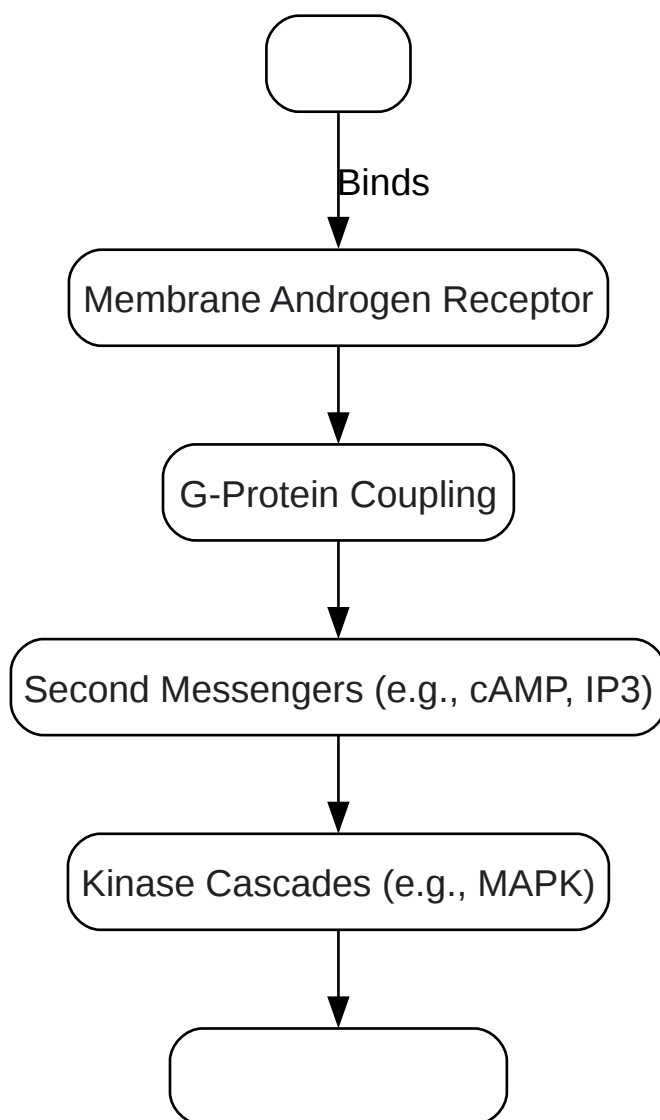 Binds
Membrane Androgen Receptor
G-Protein Coupling
Second Messengers (e.g., cAMP, IP3)
Kinase Cascades (e.g., MAPK)